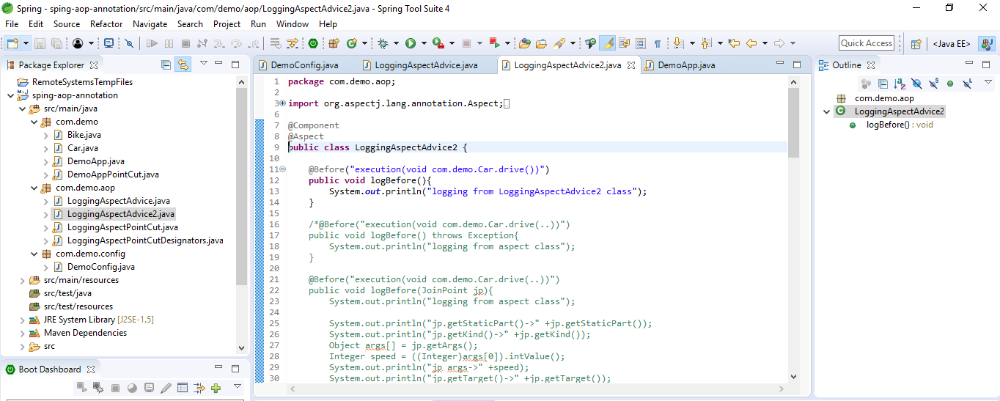 Spring - sping-aop-annotation/src/main/java/com/demo/aop/LoggingAspectAdvice2.java - Spring Tool Suite 4
File Edit Source Refactor Navigate Search Project Run Window Help
Quick Access
<Java EE>
Package Explorer
RemoteSystemsTempFiles
sping-aop-annotation
src/main/java
com.demo
Bike.java
Car.java
DemoApp.java
DemoAppPointCut.java
com.demo.aop
LoggingAspectAdvice.java
LoggingAspectAdvice2.java
LoggingAspectPointCut.java
LoggingAspectPointCutDesignators.java
com.demo.config
DemoConfig.java
src/main/resources
src/test/java
src/test/resources
JRE System Library [J2SE-1.5]
Maven Dependencies
src
Boot Dashboard
DemoConfig.java LoggingAspectAdvice.java LoggingAspectAdvice2.java DemoApp.java
1 package com.demo.aop;
2
3 import org.aspectj.lang.annotation.Aspect;
6
7 @Component
8 @Aspect
9 public class LoggingAspectAdvice2 {
10
11 @Before("execution(void com.demo.Car.drive())")
12 public void logBefore(){
13 System.out.println("logging from LoggingAspectAdvice2 class");
14 }
15
16 /*@Before("execution(void com.demo.Car.drive(..))")
17 public void logBefore() throws Exception{
18 System.out.println("logging from aspect class");
19 }
20
21 @Before("execution(void com.demo.Car.drive(..))")
22 public void logBefore(JoinPoint jp){
23 System.out.println("logging from aspect class");
24
25 System.out.println("jp.getStaticPart()->" +jp.getStaticPart());
26 System.out.println("jp.getKind()->" +jp.getKind());
27 Object args[] = jp.getArgs();
28 Integer speed = ((Integer)args[0]).intValue();
29 System.out.println("jp args->" +speed);
30 System.out.println("jp.getTarget()->" +jp.getTarget());
Outline
com.demo.aop
LoggingAspectAdvice2
logBefore() : void